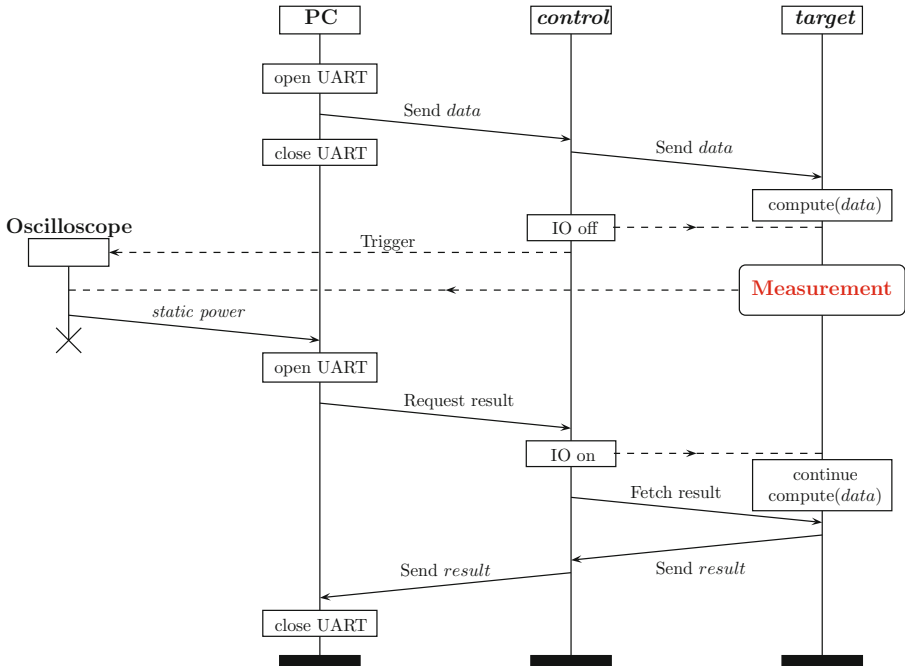 PC
control
target
open UART
Send data
close UART
Send data
compute(data)
IO off
Oscilloscope
Trigger
Measurement
static power
open UART
Request result
IO on
continue
compute(data)
Fetch result
Send result
Send result
close UART